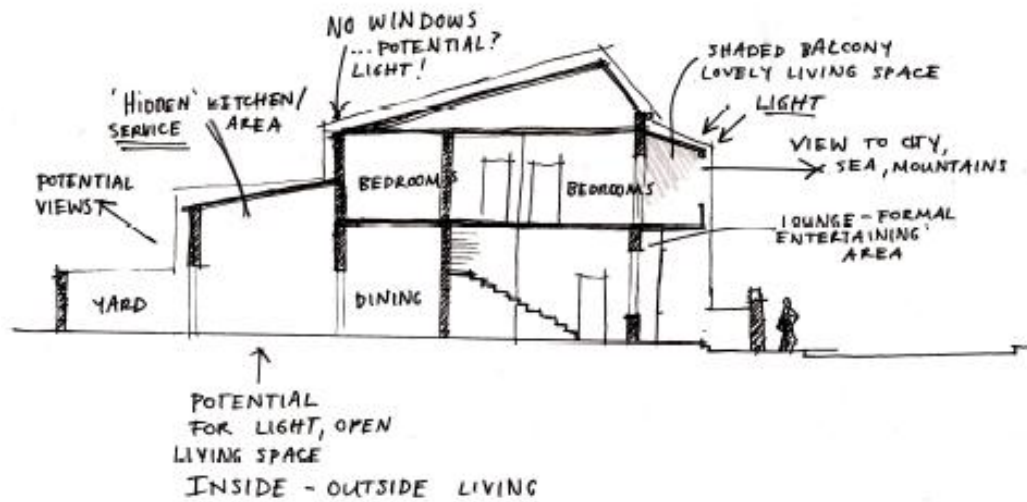 NO WINDOWS
...POTENTIAL?
LIGHT!
SHADED BALCONY
LOVELY LIVING SPACE
LIGHT
'HIDDEN' KITCHEN/
SERVICE AREA
VIEW TO CITY,
SEA, MOUNTAINS
POTENTIAL
VIEWS
BEDROOMS
BEDROOMS
LOUNGE - FORMAL
ENTERTAINING
AREA
YARD
DINING
POTENTIAL
FOR LIGHT, OPEN
LIVING SPACE
INSIDE - OUTSIDE LIVING